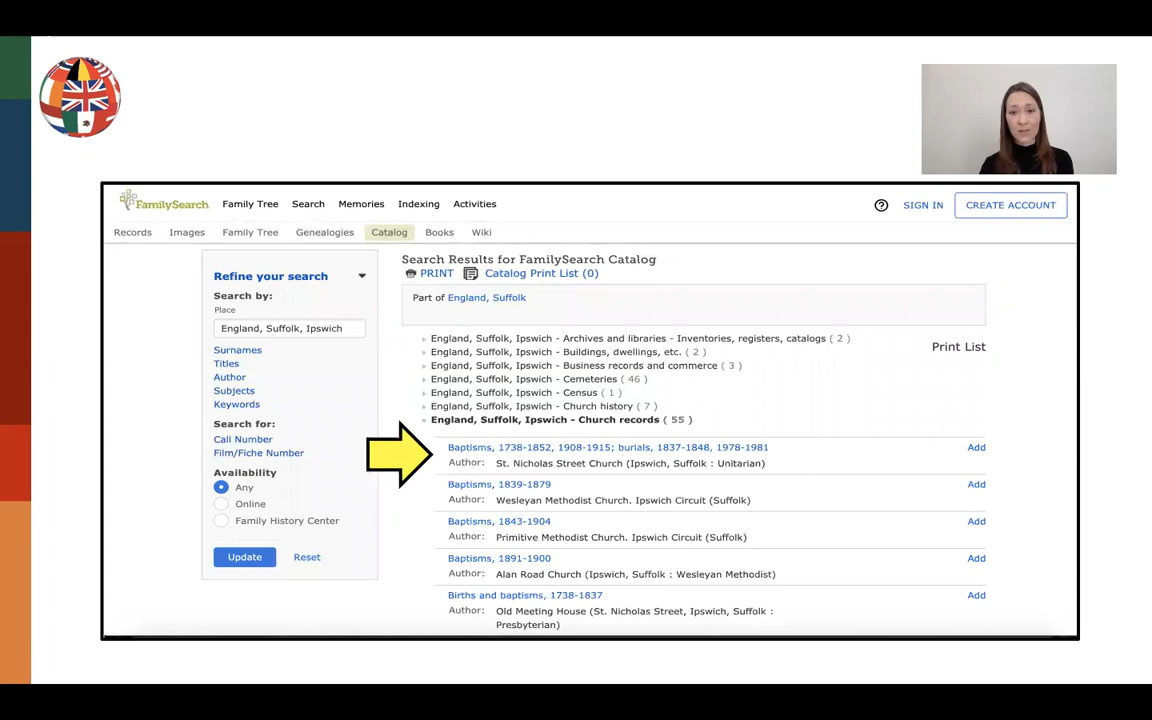 FamilySearch Family Tree Search Memories Indexing Activities SIGN IN CREATE ACCOUNT
Records Images Family Tree Genealogies Catalog Books Wiki
Refine your search
Search by:
Place
England, Suffolk, Ipswich
Surnames
Titles
Author
Subjects
Keywords
Search for:
Call Number
Film/Fiche Number
Availability
Any
Online
Family History Center
Update Reset
Search Results for FamilySearch Catalog
PRINT Catalog Print List (0)
Part of England, Suffolk
England, Suffolk, Ipswich - Archives and libraries - Inventories, registers, catalogs ( 2 )
England, Suffolk, Ipswich - Buildings, dwellings, etc. ( 2 )
England, Suffolk, Ipswich - Business records and commerce ( 3 )
England, Suffolk, Ipswich - Cemeteries ( 46 )
England, Suffolk, Ipswich - Census ( 1 )
England, Suffolk, Ipswich - Church history ( 7 )
England, Suffolk, Ipswich - Church records ( 55 )
Print List
Baptisms, 1738-1852, 1908-1915; burials, 1837-1848, 1978-1981 Add
Author: St. Nicholas Street Church (Ipswich, Suffolk : Unitarian)
Baptisms, 1839-1879 Add
Author: Wesleyan Methodist Church. Ipswich Circuit (Suffolk)
Baptisms, 1843-1904 Add
Author: Primitive Methodist Church. Ipswich Circuit (Suffolk)
Baptisms, 1891-1900 Add
Author: Alan Road Church (Ipswich, Suffolk : Wesleyan Methodist)
Births and baptisms, 1738-1837 Add
Author: Old Meeting House (St. Nicholas Street, Ipswich, Suffolk :
Presbyterian)